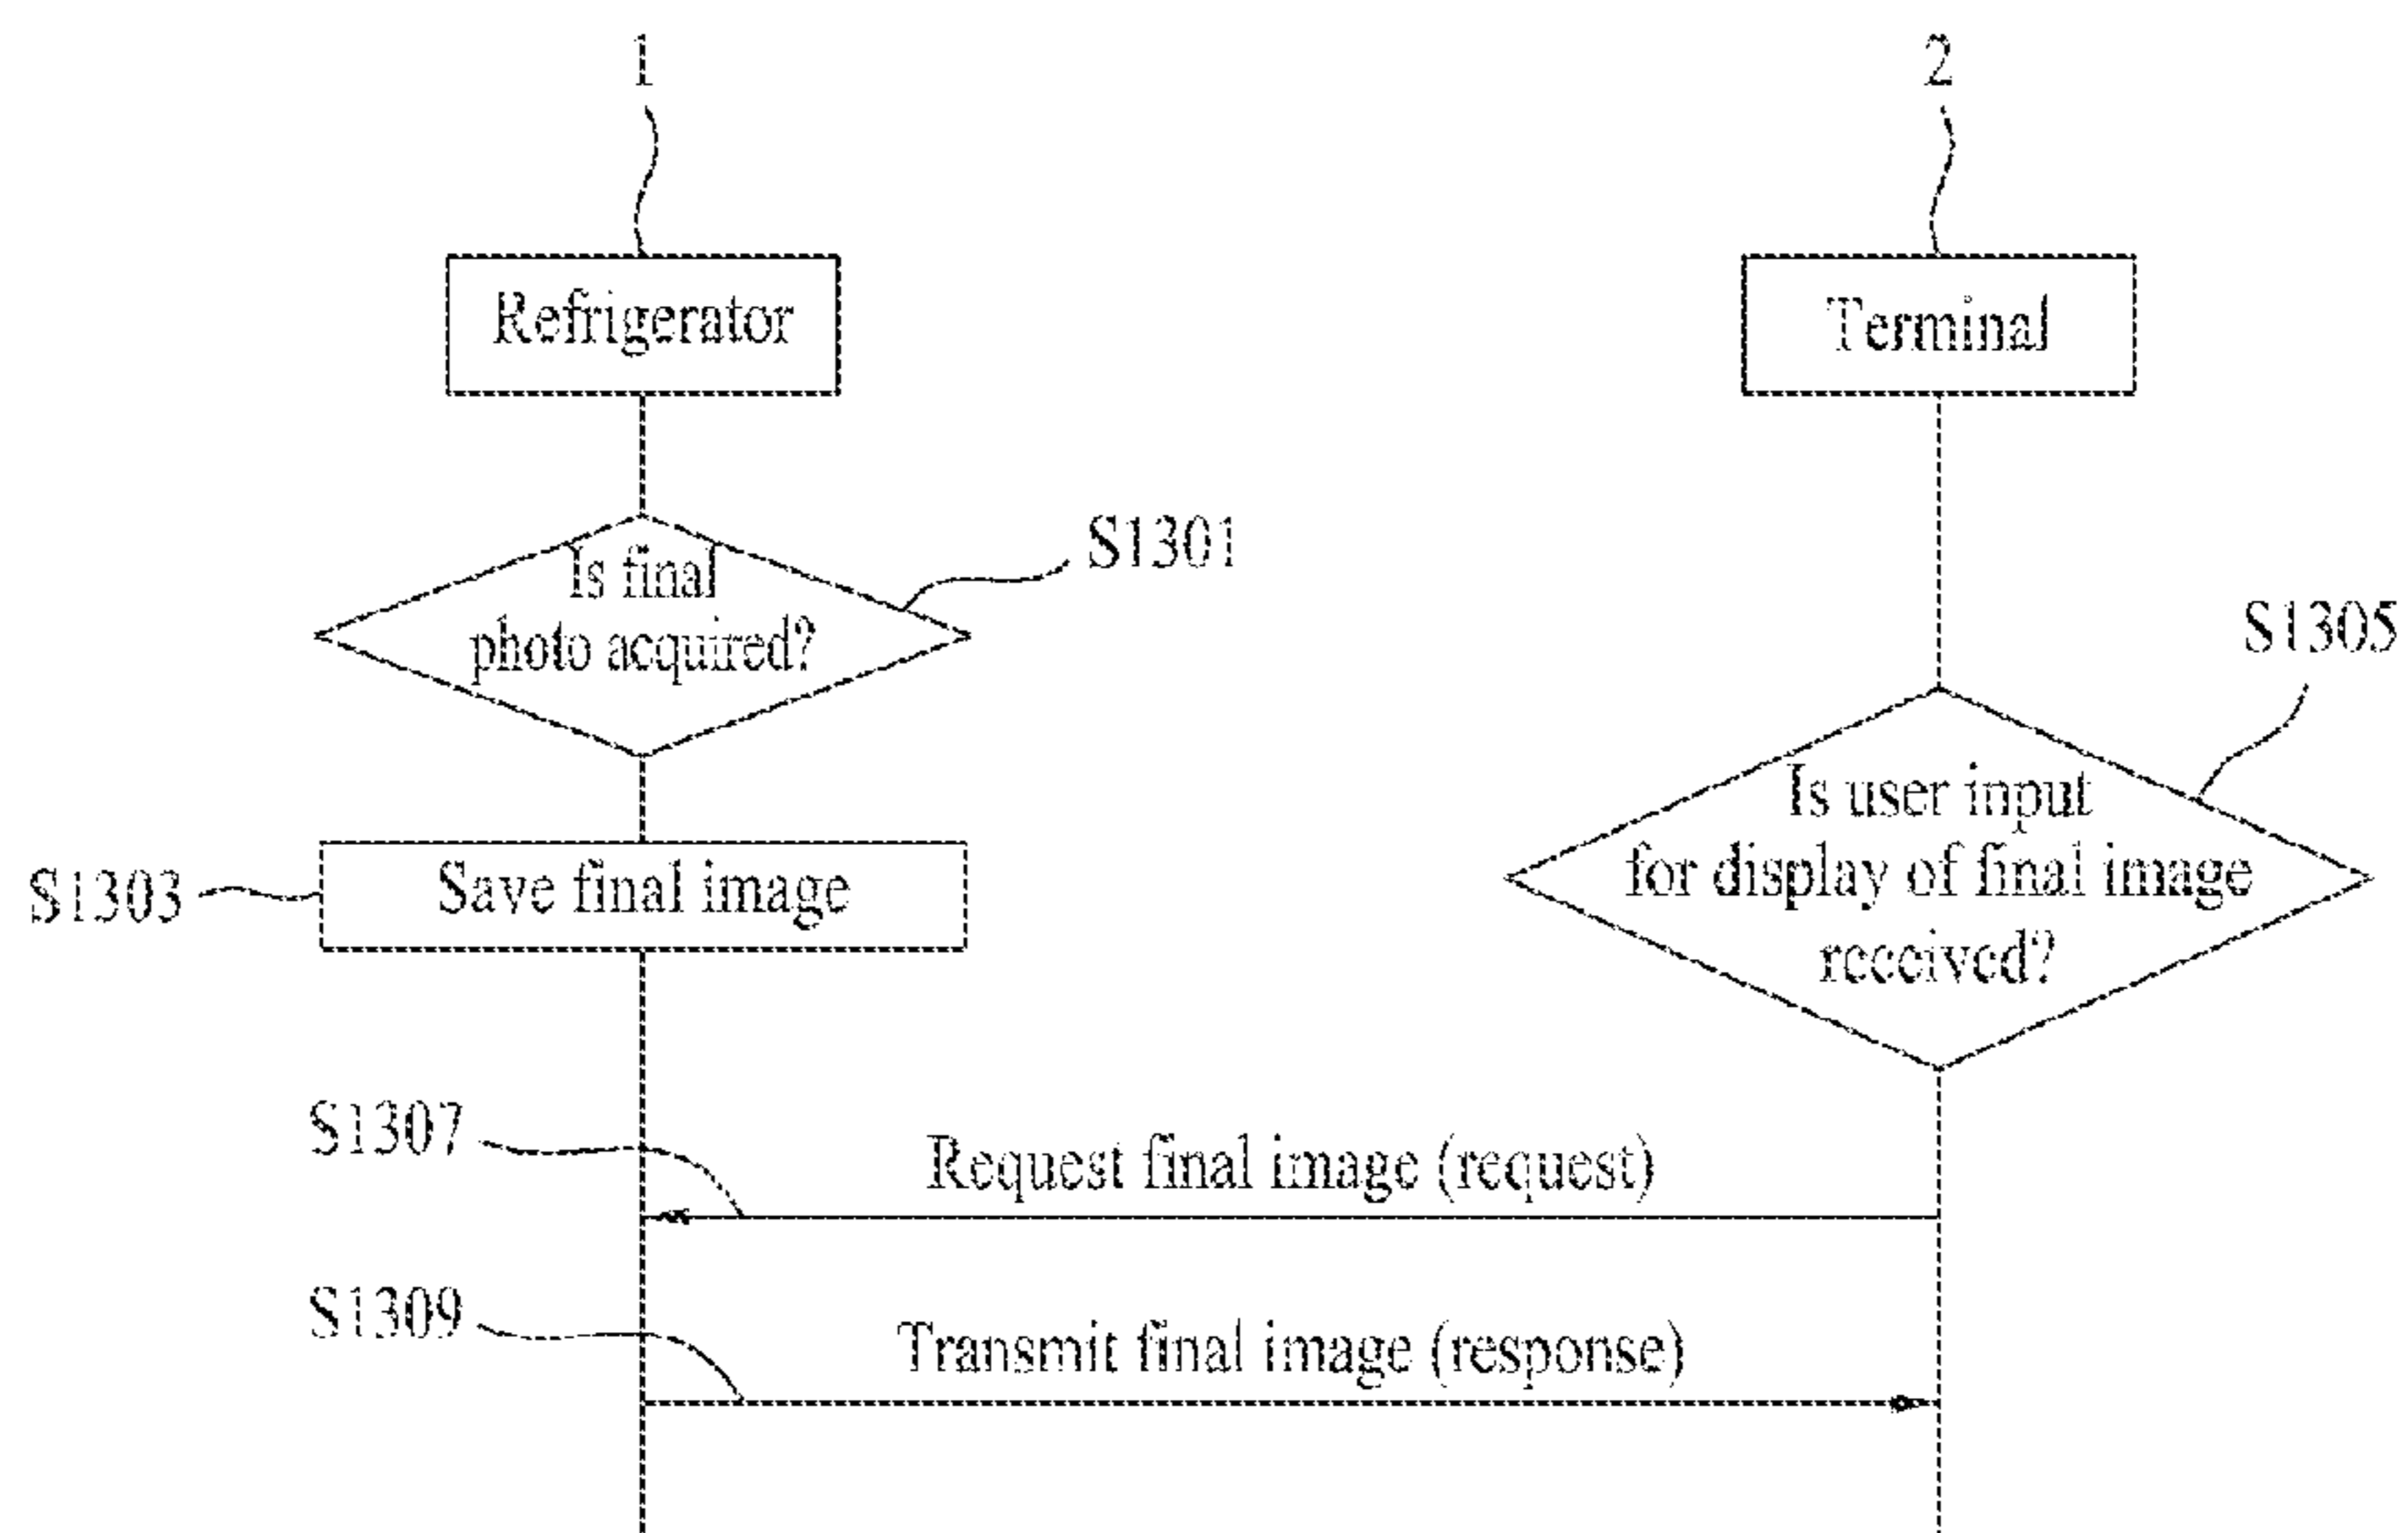 1
2
Refrigerator
Terminal
Is final
photo acquired?
S1301
S1305
Is user input
for display of final image
received?
S1303
Save final image
S1307
Request final image (request)
S1309
Transmit final image (response)